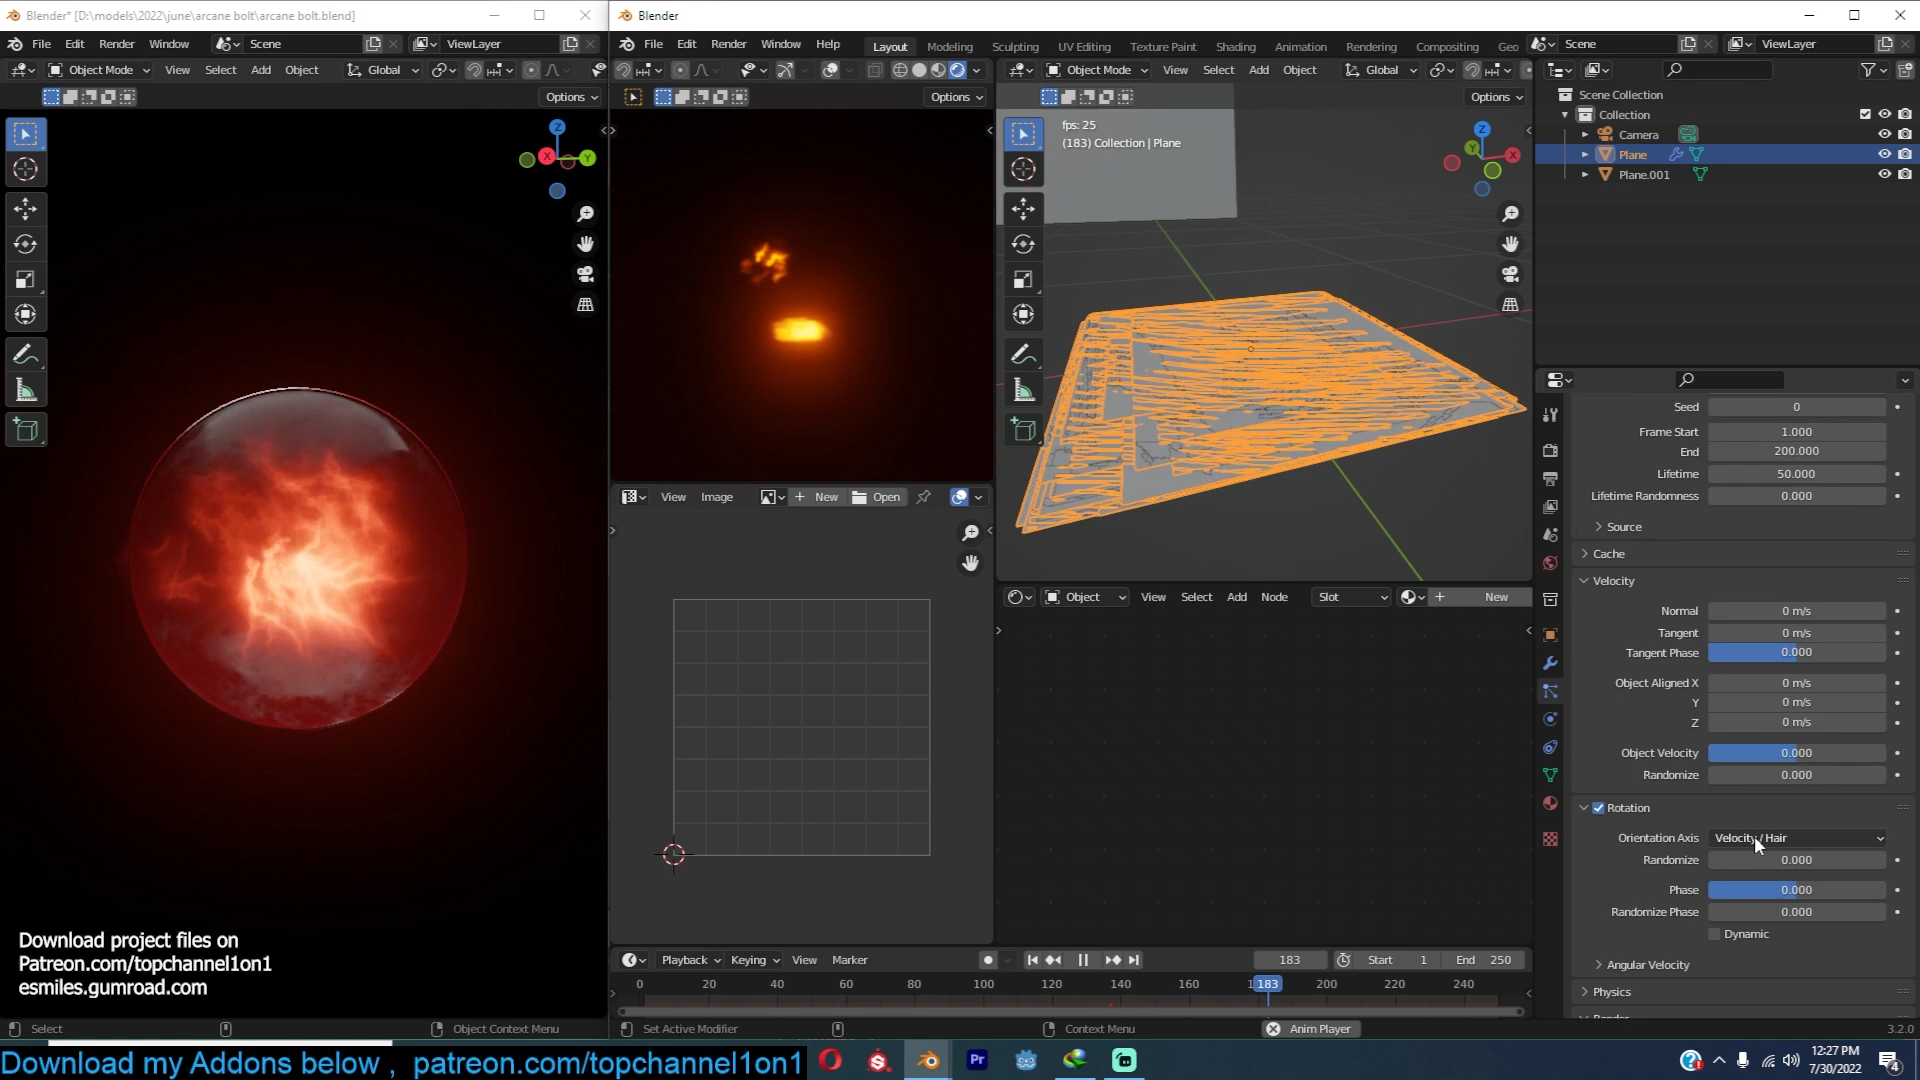 Blender* [D:\models\2022\june\arcane bolt\arcane bolt.blend]
Blender
File Edit Render Window Scene ViewLayer
File Edit Render Window Help Layout Modeling Sculpting UV Editing Texture Paint Shading Animation Rendering Compositing Geo Scene ViewLayer
Object Mode View Select Add Object Global
Object Mode View Select Add Object Global
Options
Options
Options
Z
X
Y
fps: 25
(183) Collection | Plane
Z
Y
X
Scene Collection
Collection
Camera
Plane
Plane.001
Seed 0
Frame Start 1.000
End 200.000
Lifetime 50.000
Lifetime Randomness 0.000
Source
Cache
Velocity
Normal 0 m/s
Tangent 0 m/s
Tangent Phase 0.000
Object Aligned X 0 m/s
Y 0 m/s
Z 0 m/s
Object Velocity 0.000
Randomize 0.000
Rotation
Orientation Axis Velocity / Hair
Randomize 0.000
Phase 0.000
Randomize Phase 0.000
Dynamic
Angular Velocity
Physics
View Image New Open
Object View Select Add Node Slot New
Playback Keying View Marker 183 Start 1 End 250
0 20 40 60 80 100 120 140 160 183 200 220 240
Download project files on
Patreon.com/topchannel1on1
esmiles.gumroad.com
Select Object Context Menu Set Active Modifier Context Menu Anim Player 3.2.0
Download my Addons below , patreon.com/topchannel1on1
Pr
12:27 PM
7/30/2022
4